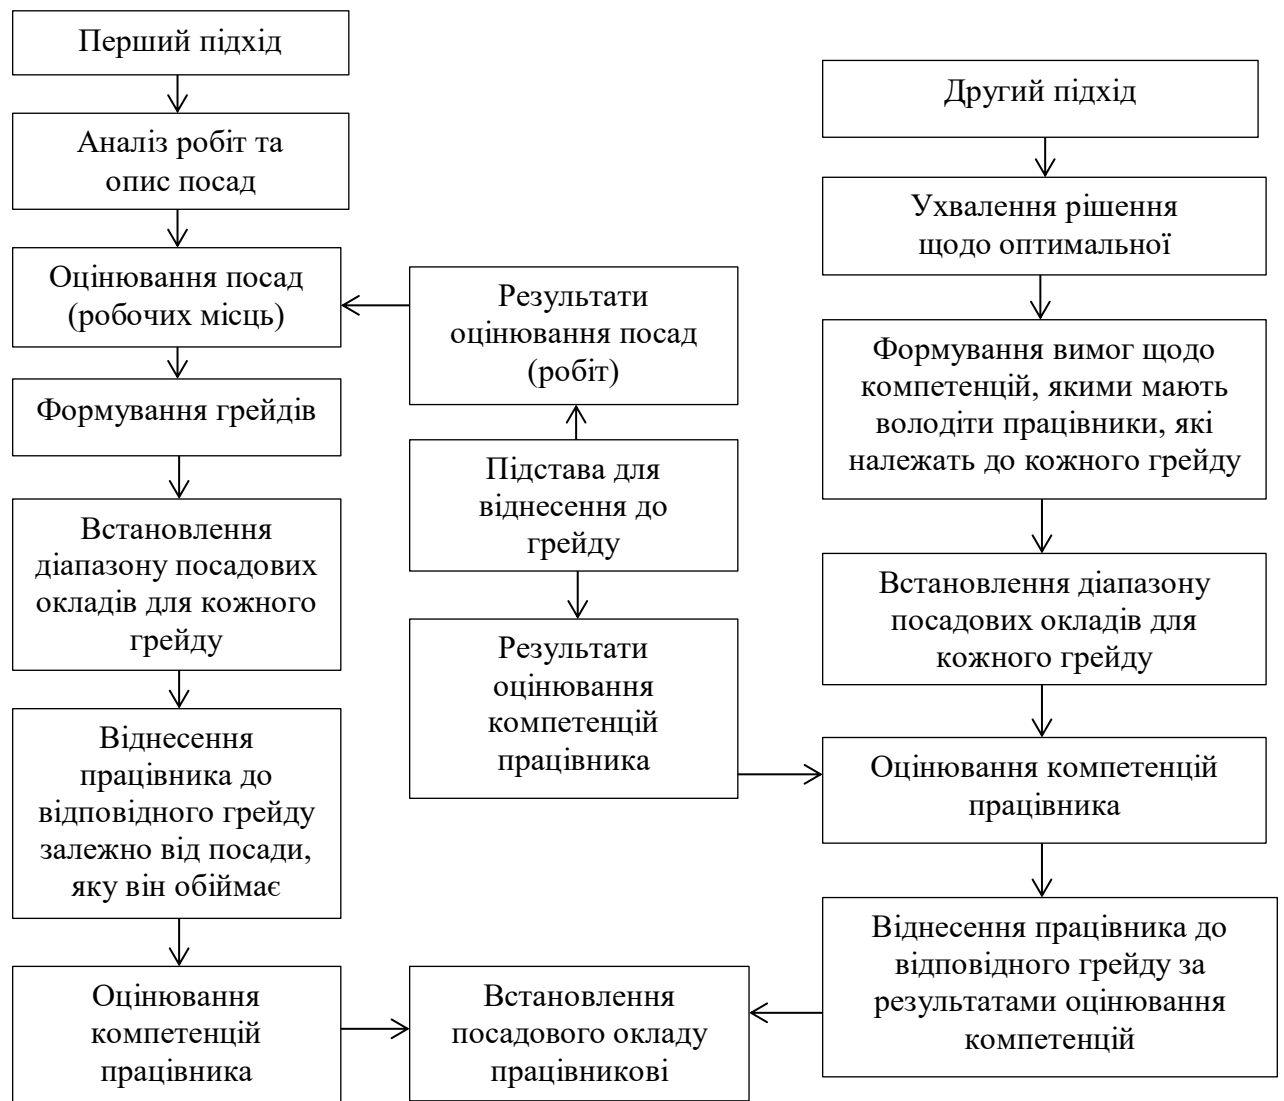 Перший підхід
Аналіз робіт та
опис посад
Оцінювання посад
(робочих місць)
Формування грейдів
Встановлення
діапазону посадових
окладів для кожного
грейду
Віднесення
працівника до
відповідного грейду
залежно від посади,
яку він обіймає
Оцінювання
компетенцій
працівника
Результати
оцінювання посад
(робіт)
Підстава для
віднесення до
грейду
Результати
оцінювання
компетенцій
працівника
Встановлення
посадового окладу
працівникові
Другий підхід
Ухвалення рішення
щодо оптимальної
Формування вимог щодо
компетенцій, якими мають
володіти працівники, які
належать до кожного грейду
Встановлення діапазону
посадових окладів для
кожного грейду
Оцінювання компетенцій
працівника
Віднесення працівника до
відповідного грейду за
результатами оцінювання
компетенцій